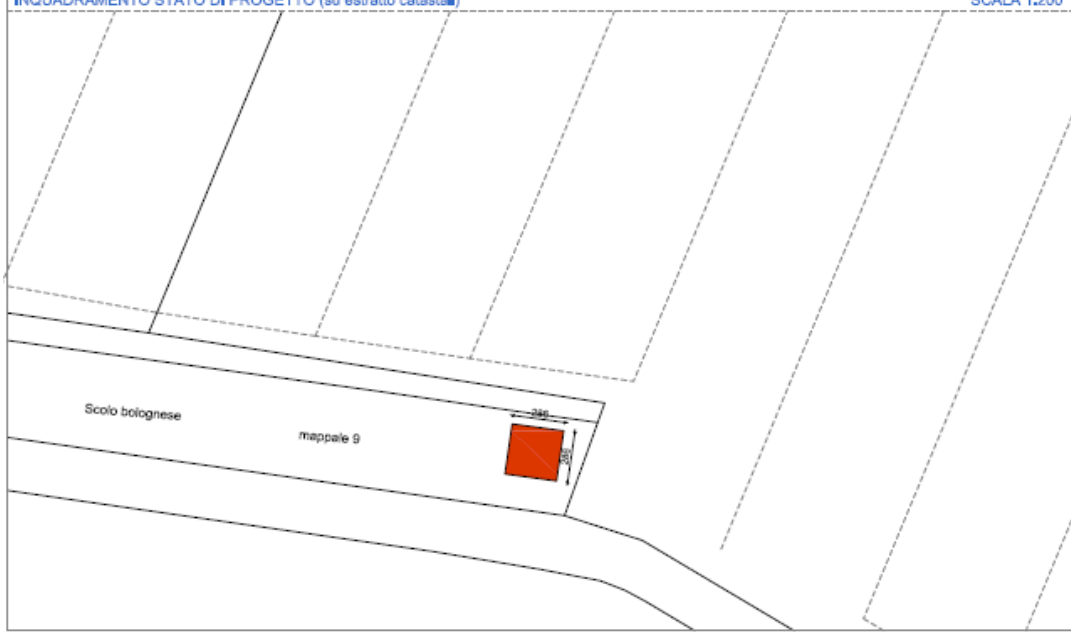 INQUADRAMENTO STATO DI PROGETTO (su estratto catastale)
SCALA 1:200
Scolo bolognese
mappale 9